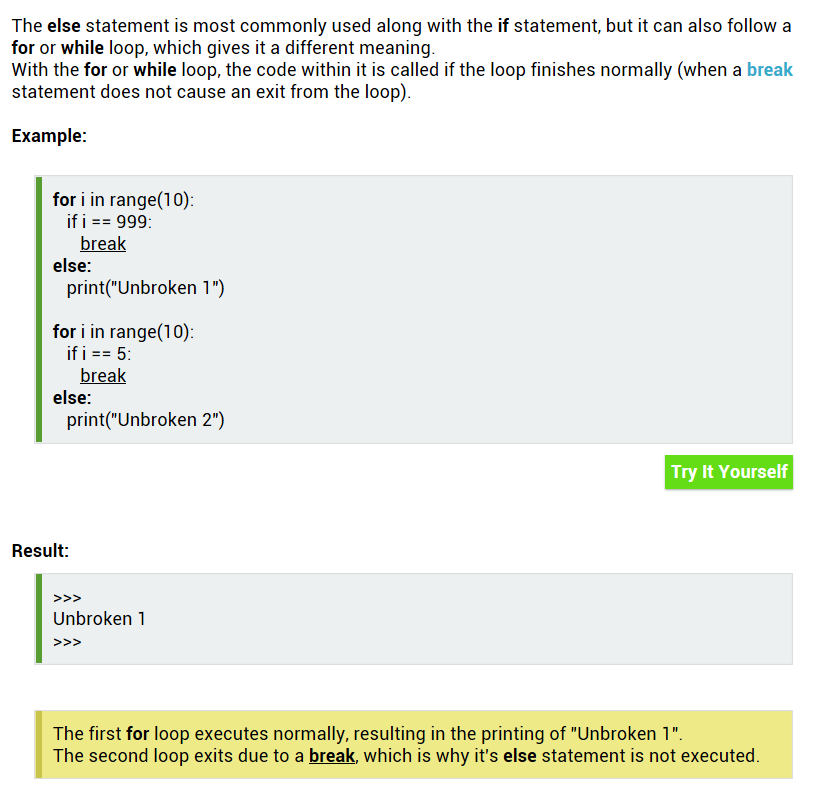 The else statement is most commonly used along with the if statement, but it can also follow a
for or while loop, which gives it a different meaning.
With the for or while loop, the code within it is called if the loop finishes normally (when a break
statement does not cause an exit from the loop).
Example:
for i in range(10):
if i == 999:
break
else:
print("Unbroken 1")
for i in range(10):
if i == 5:
break
else:
print("Unbroken 2")
Try It Yourself
Result:
>>>
Unbroken 1
>>>
The first for loop executes normally, resulting in the printing of "Unbroken 1".
The second loop exits due to a break, which is why it's else statement is not executed.